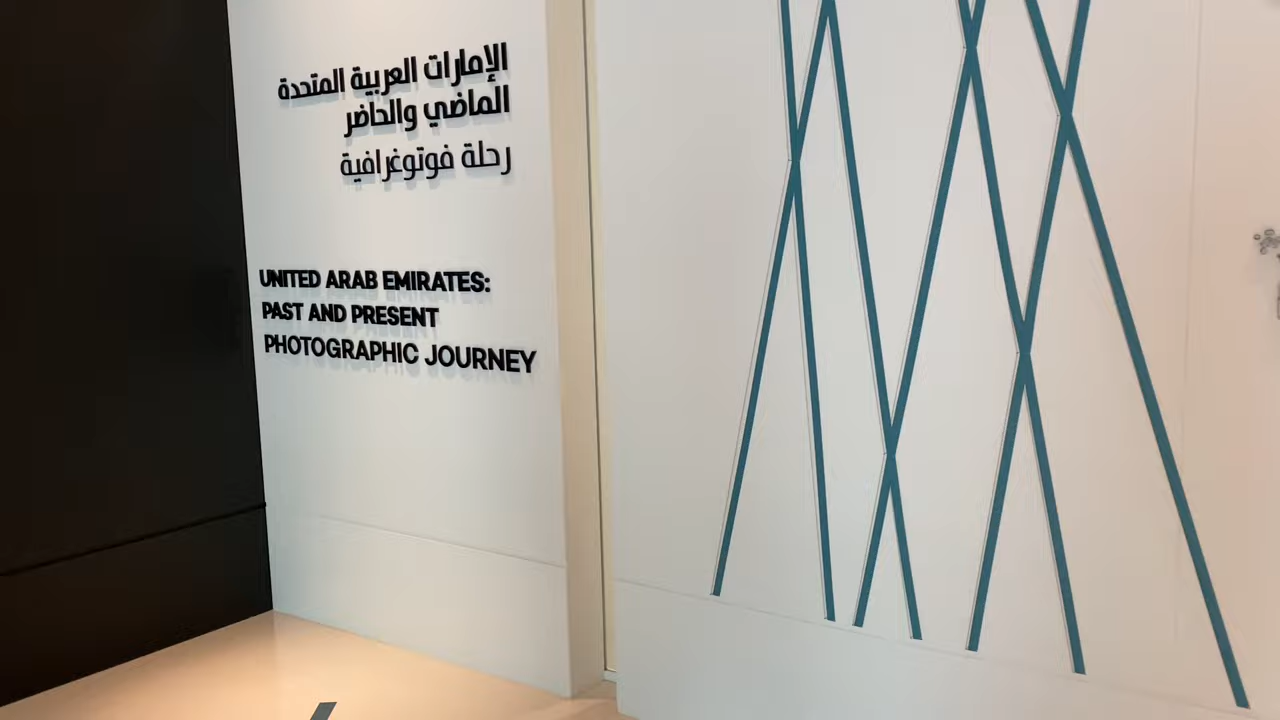 الإمارات العربية المتحدة
الماضي والحاضر
رحلة فوتوغرافية
UNITED ARAB EMIRATES:
PAST AND PRESENT
PHOTOGRAPHIC JOURNEY